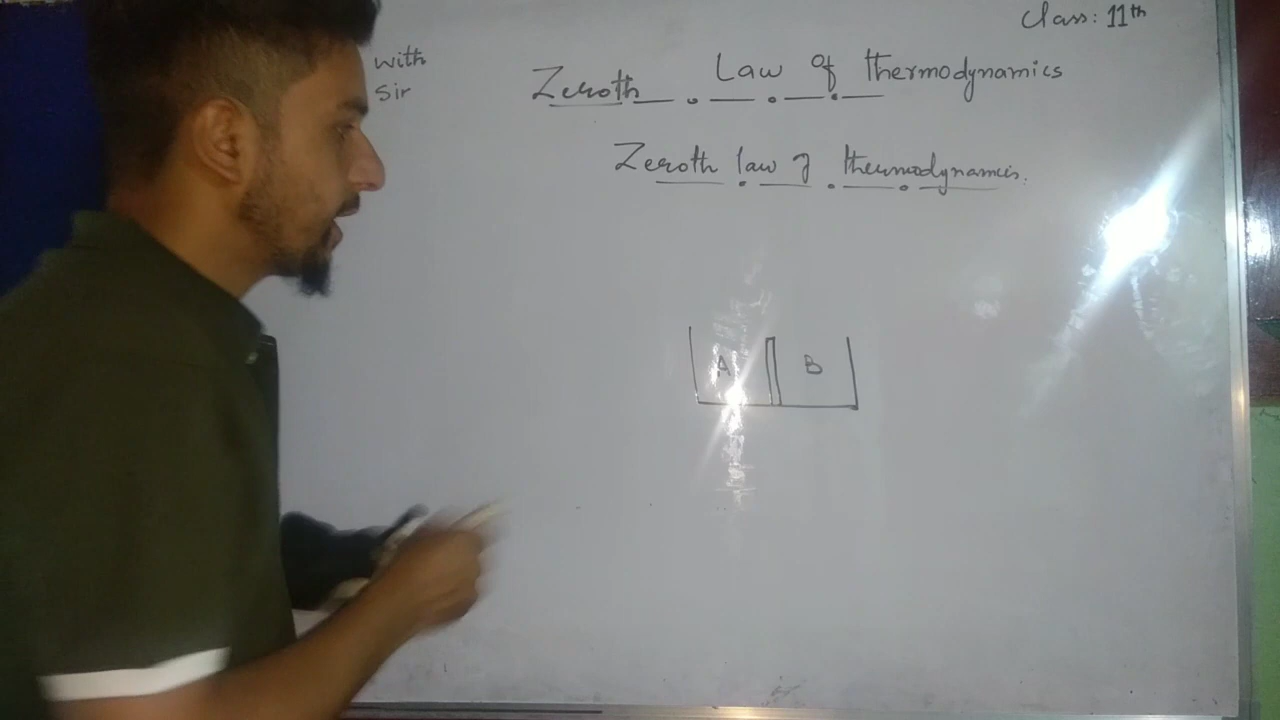 Class: 11th
with
Sir
Zeroth Law of thermodynamics
Zeroth law of thermodynamics.
A B